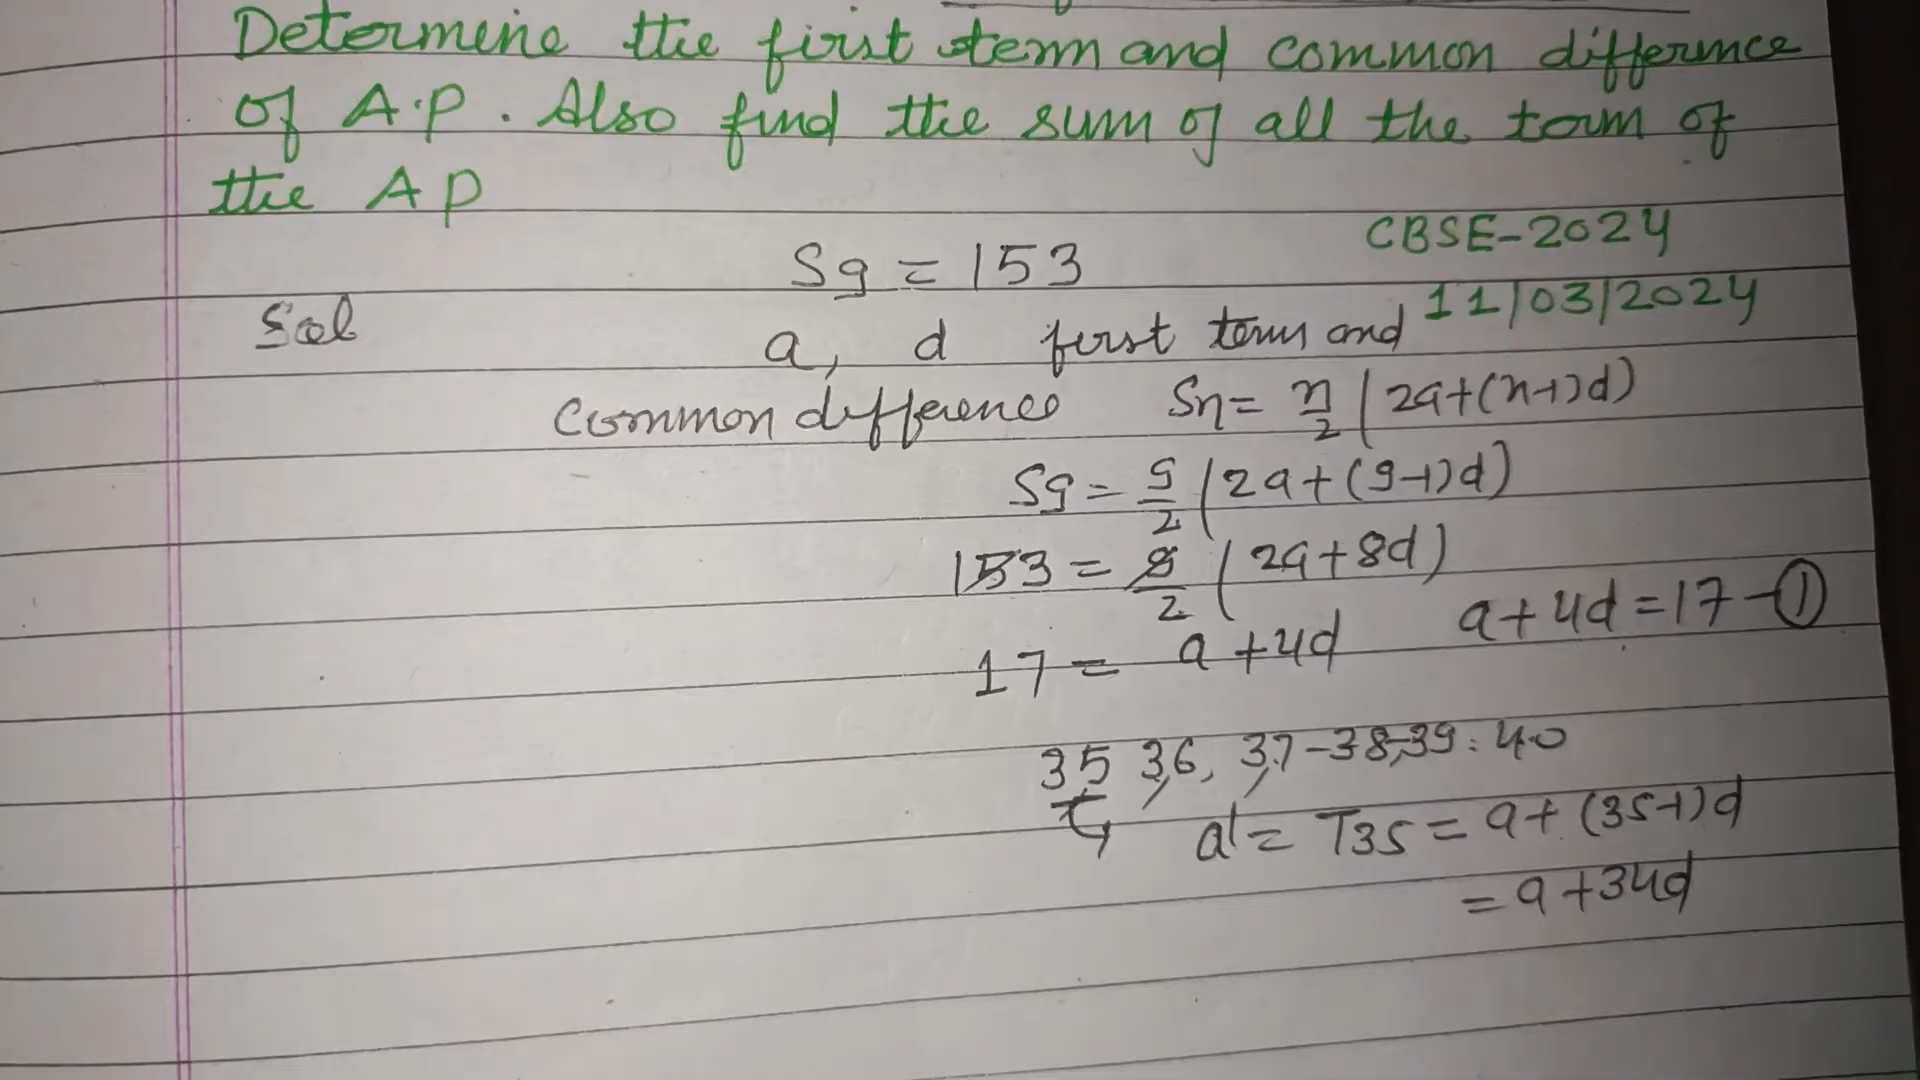 Determine the first term and common difference
of A.P. Also find the sum of all the term of
the AP
CBSE-2024
S9 = 153
11/03/2024
Sol
a, d first term and
Common difference Sn = n/2 (2a+(n-1)d)
S9 = 9/2 (2a+(9-1)d)
153 = 9/2 (2a+8d)
17 = a+4d a+4d=17-①
35 36, 37-38,39:40
a' = T35 = a+(35-1)d
= a+34d